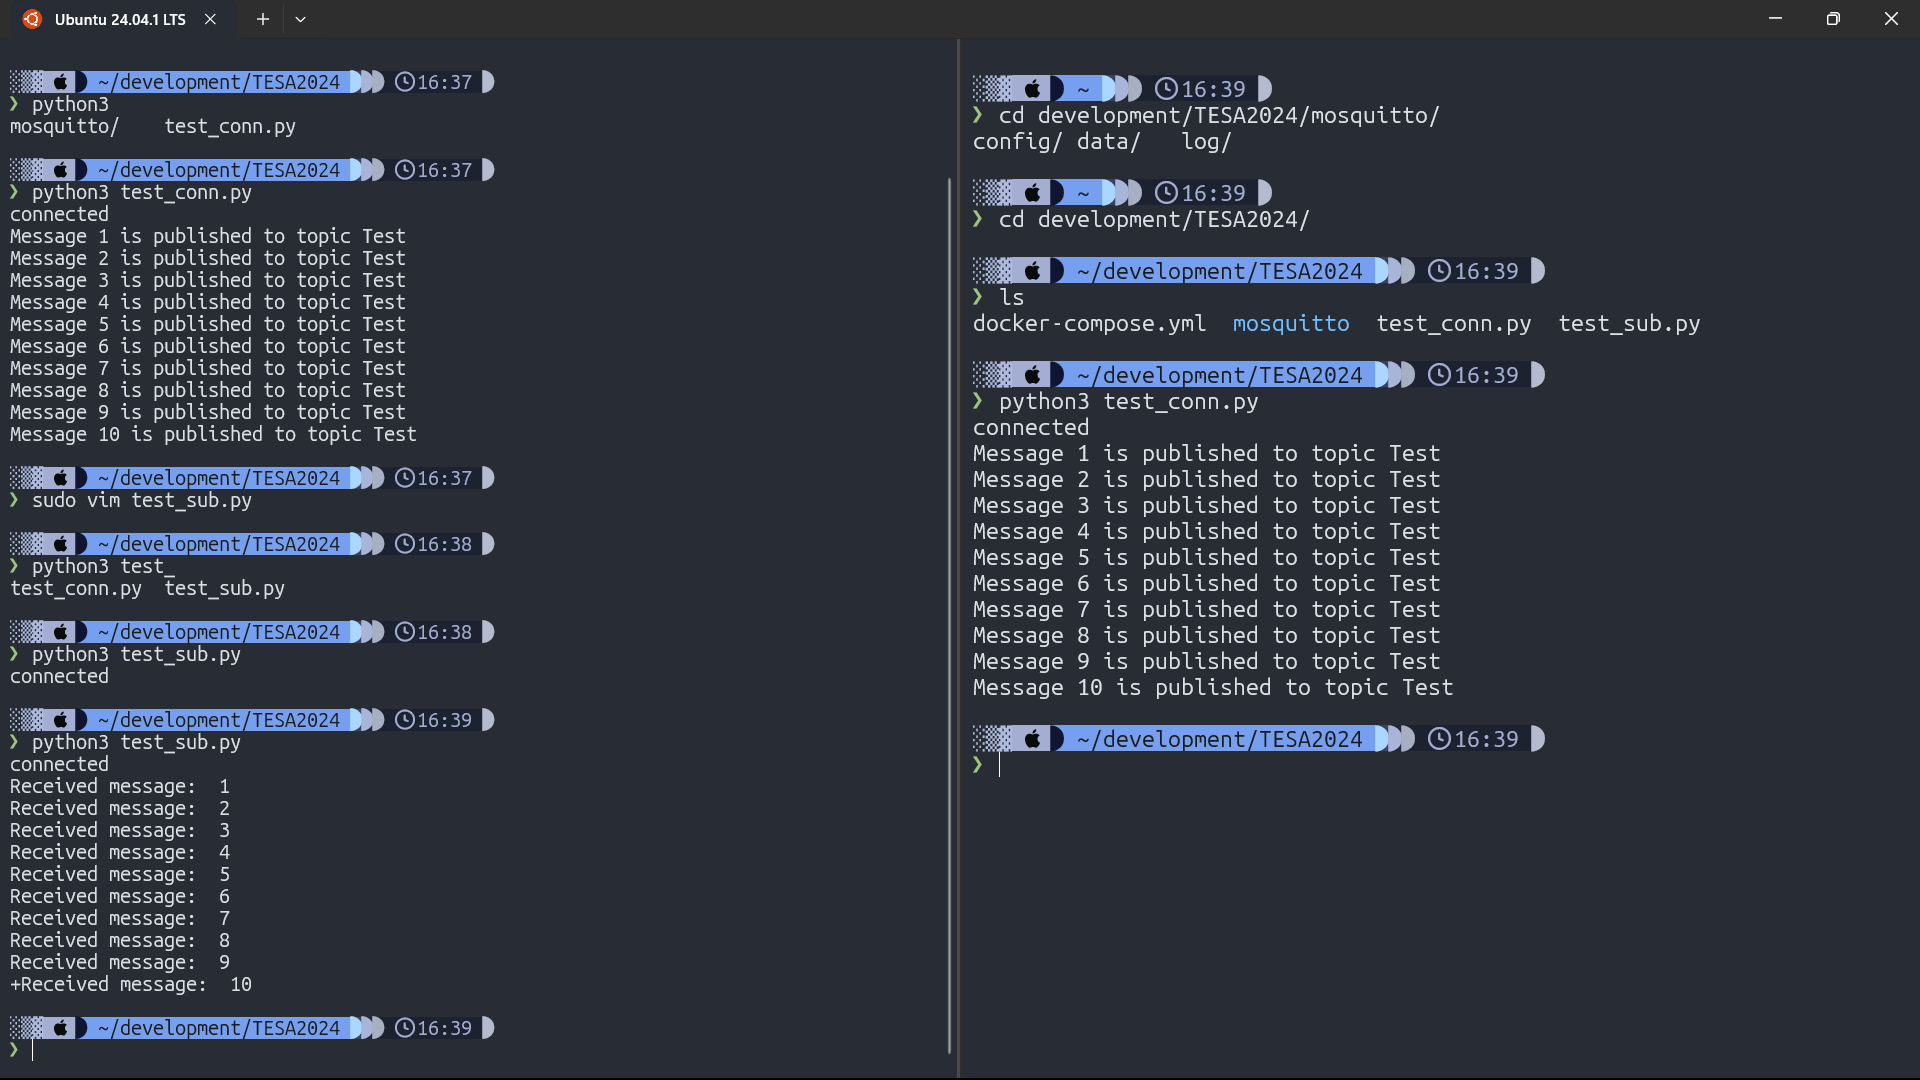 Ubuntu 24.04.1 LTS
~/development/TESA2024 16:37
❯ python3
mosquitto/    test_conn.py
~/development/TESA2024 16:37
❯ python3 test_conn.py
connected
Message 1 is published to topic Test
Message 2 is published to topic Test
Message 3 is published to topic Test
Message 4 is published to topic Test
Message 5 is published to topic Test
Message 6 is published to topic Test
Message 7 is published to topic Test
Message 8 is published to topic Test
Message 9 is published to topic Test
Message 10 is published to topic Test
~/development/TESA2024 16:37
❯ sudo vim test_sub.py
~/development/TESA2024 16:38
❯ python3 test_
test_conn.py  test_sub.py
~/development/TESA2024 16:38
❯ python3 test_sub.py
connected
~/development/TESA2024 16:39
❯ python3 test_sub.py
connected
Received message:  1
Received message:  2
Received message:  3
Received message:  4
Received message:  5
Received message:  6
Received message:  7
Received message:  8
Received message:  9
+Received message:  10
~/development/TESA2024 16:39
❯
~ 16:39
❯ cd development/TESA2024/mosquitto/
config/ data/   log/
~ 16:39
❯ cd development/TESA2024/
~/development/TESA2024 16:39
❯ ls
docker-compose.yml  mosquitto  test_conn.py  test_sub.py
~/development/TESA2024 16:39
❯ python3 test_conn.py
connected
Message 1 is published to topic Test
Message 2 is published to topic Test
Message 3 is published to topic Test
Message 4 is published to topic Test
Message 5 is published to topic Test
Message 6 is published to topic Test
Message 7 is published to topic Test
Message 8 is published to topic Test
Message 9 is published to topic Test
Message 10 is published to topic Test
~/development/TESA2024 16:39
❯